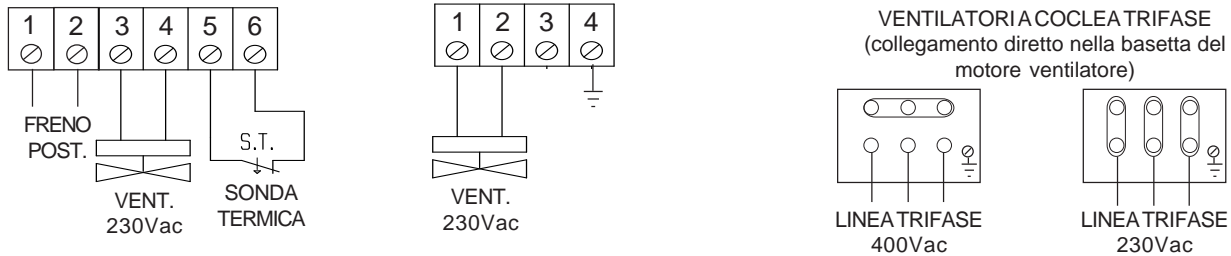 1 2 3 4 5 6
FRENO
POST.
VENT.
230Vac
S.T.
SONDA
TERMICA
1 2 3 4
VENT.
230Vac
VENTILATORI A COCLEA TRIFASE
(collegamento diretto nella basetta del
motore ventilatore)
LINEA TRIFASE
400Vac
LINEA TRIFASE
230Vac